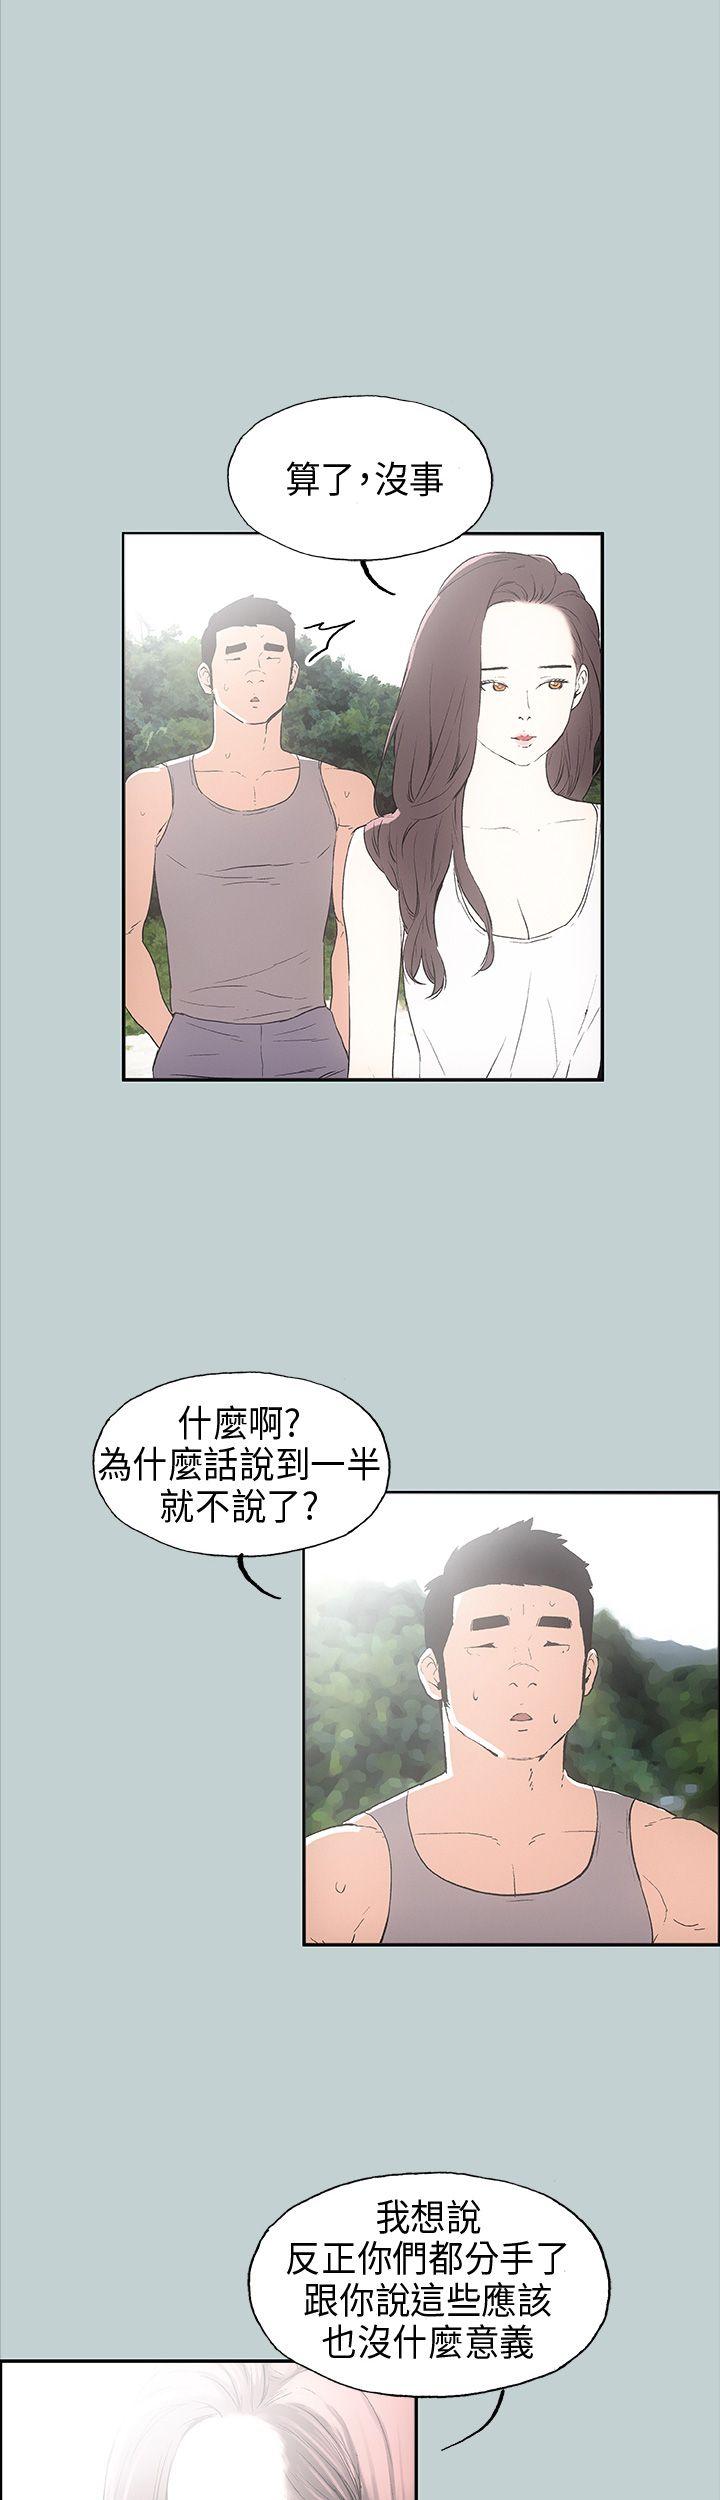 算了，沒事
什麼啊?
為什麼話說到一半
就不說了?
我想說
反正你們都分手了
跟你說這些應該
也沒什麼意義